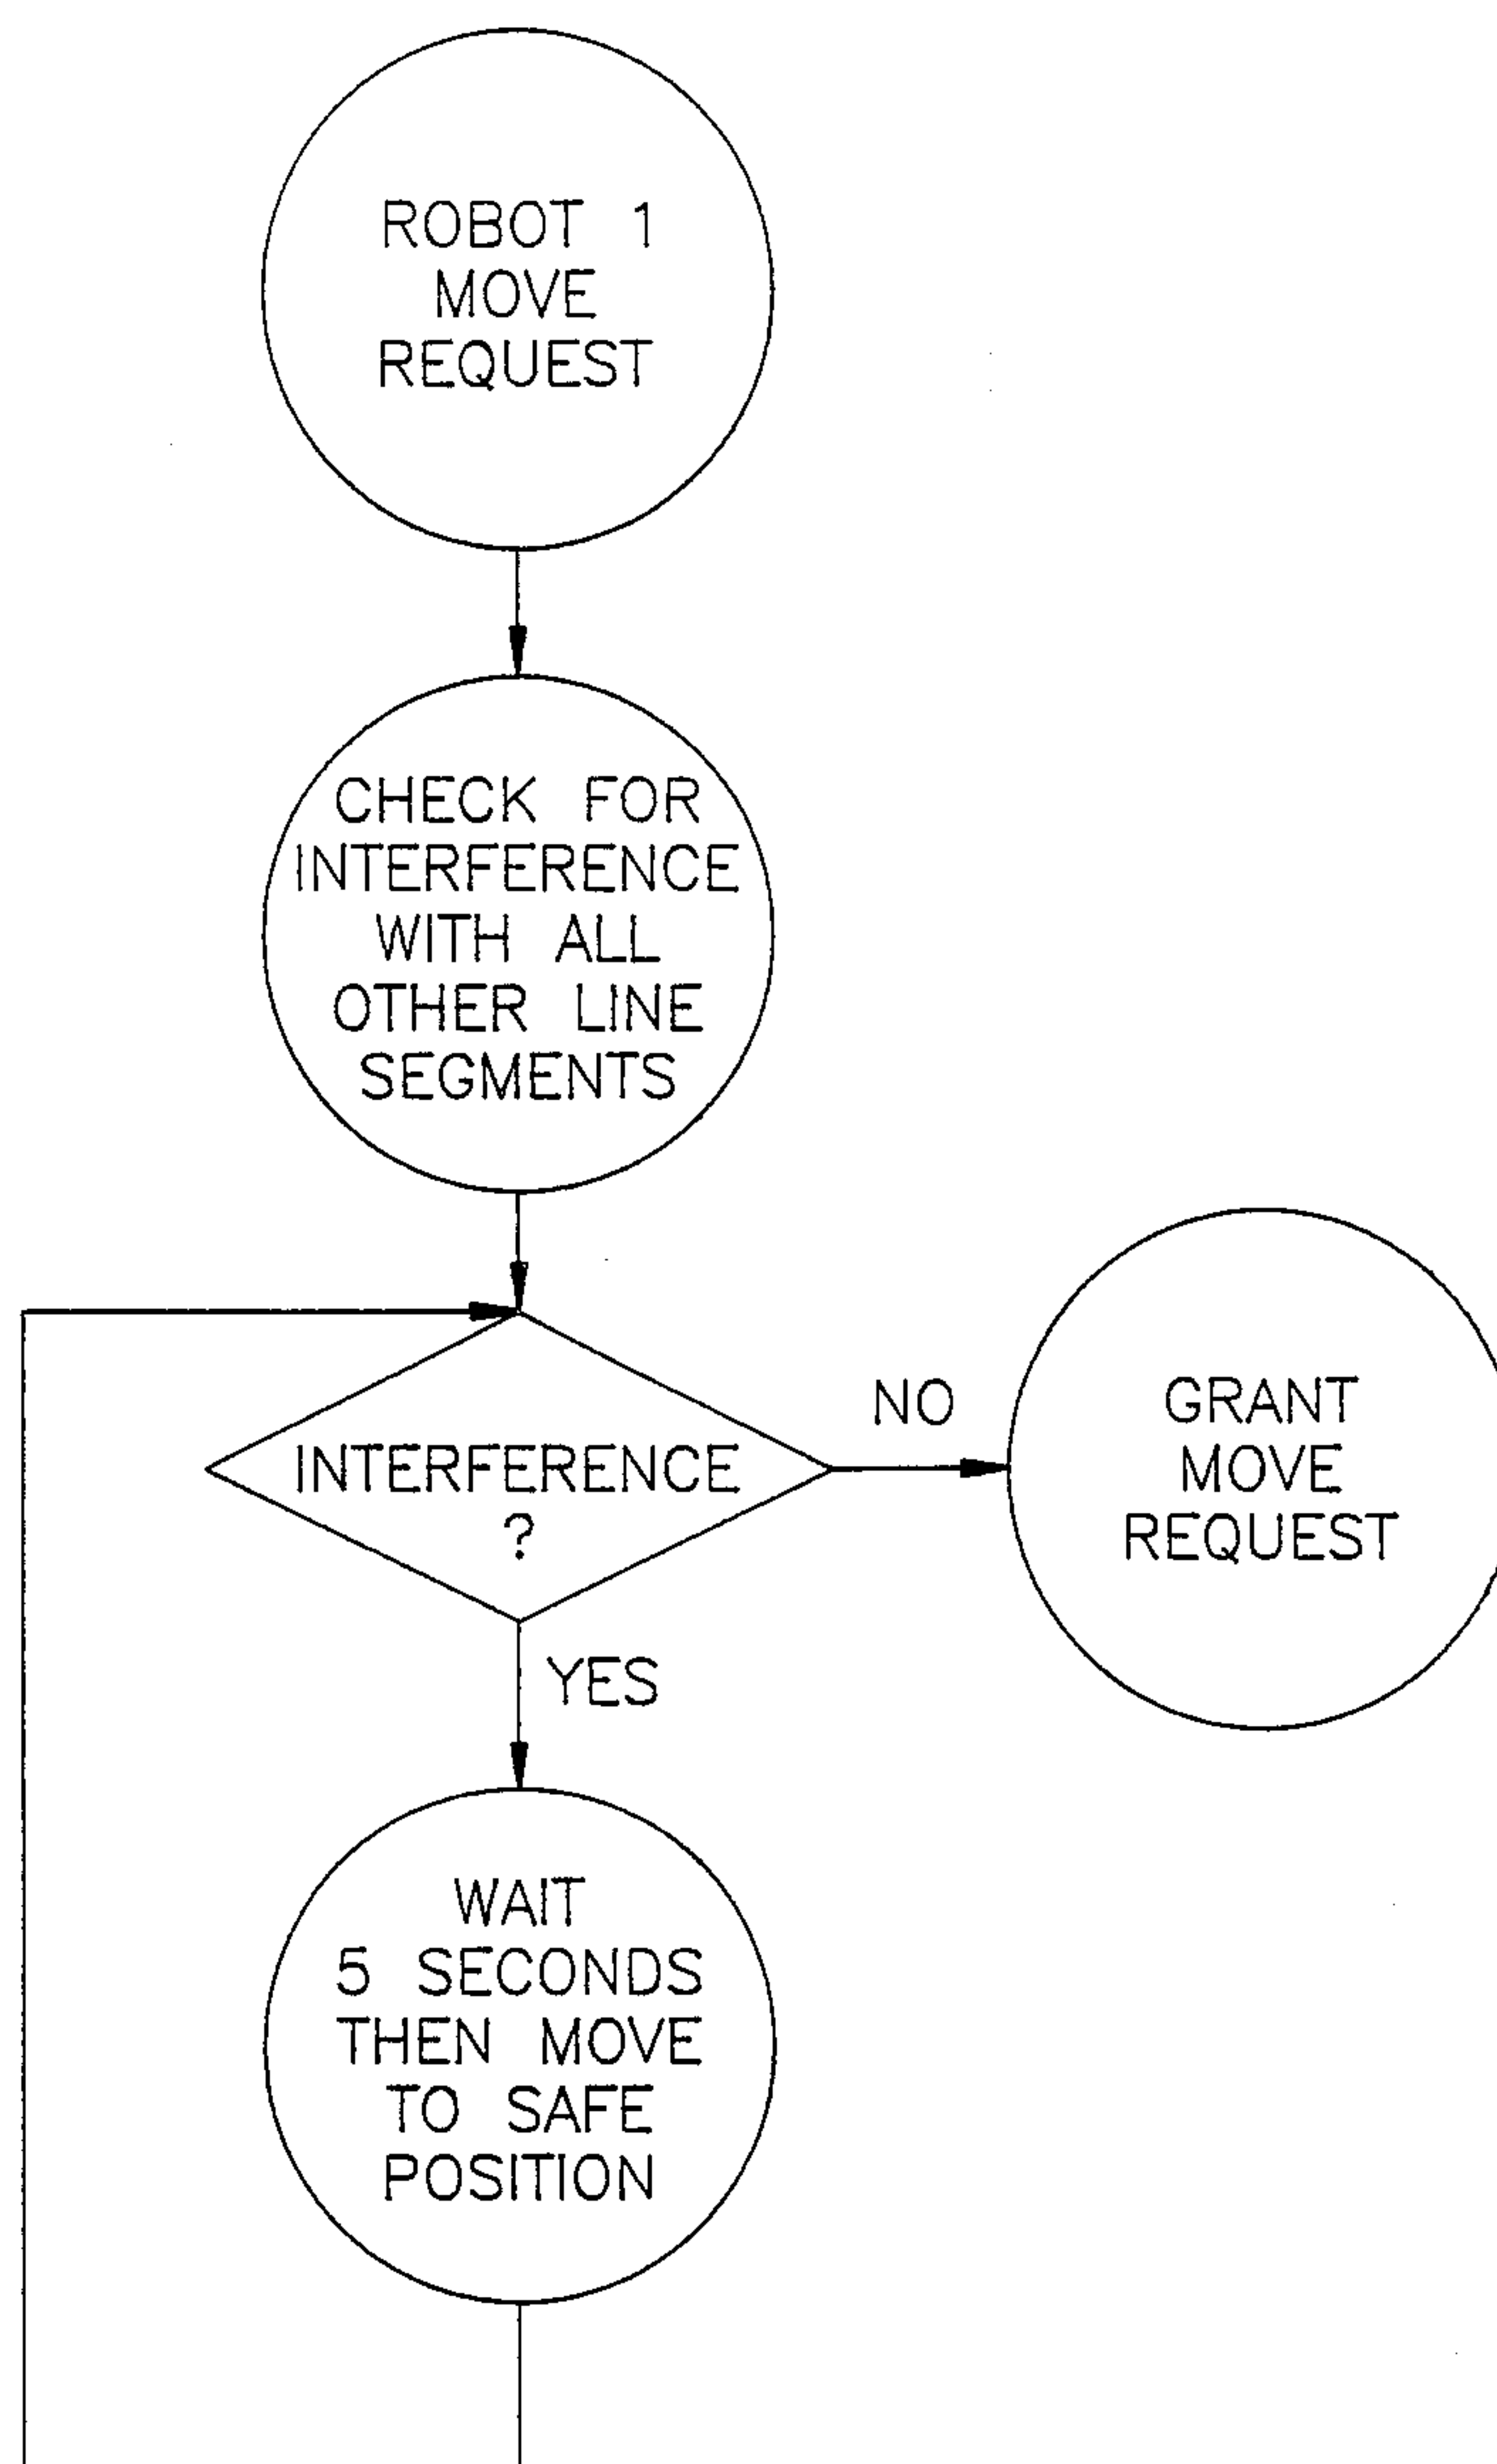 ROBOT 1
MOVE
REQUEST
CHECK FOR
INTERFERENCE
WITH ALL
OTHER LINE
SEGMENTS
INTERFERENCE
?
NO
GRANT
MOVE
REQUEST
YES
WAIT
5 SECONDS
THEN MOVE
TO SAFE
POSITION